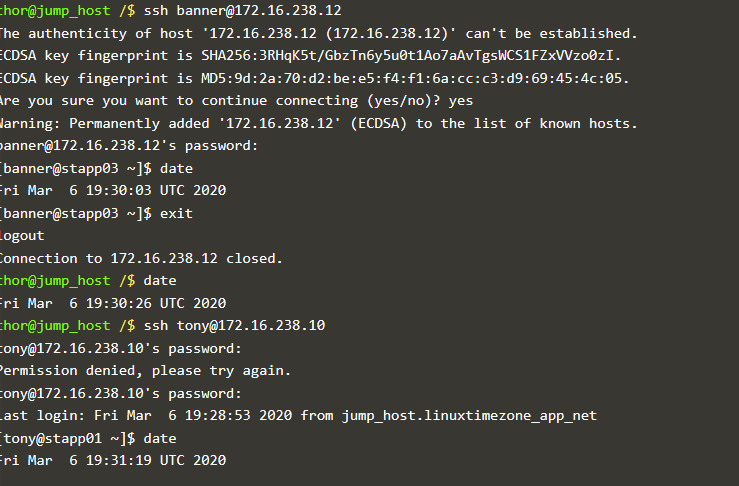 thor@jump_host /$ ssh banner@172.16.238.12
The authenticity of host '172.16.238.12 (172.16.238.12)' can't be established.
ECDSA key fingerprint is SHA256:3RHqK5t/GbzTn6y5u0t1Ao7aAvTgsWCS1FZxVVzo0zI.
ECDSA key fingerprint is MD5:9d:2a:70:d2:be:e5:f4:f1:6a:cc:c3:d9:69:45:4c:05.
Are you sure you want to continue connecting (yes/no)? yes
Warning: Permanently added '172.16.238.12' (ECDSA) to the list of known hosts.
banner@172.16.238.12's password:
[banner@stapp03 ~]$ date
Fri Mar  6 19:30:03 UTC 2020
[banner@stapp03 ~]$ exit
logout
Connection to 172.16.238.12 closed.
thor@jump_host /$ date
Fri Mar  6 19:30:26 UTC 2020
thor@jump_host /$ ssh tony@172.16.238.10
tony@172.16.238.10's password:
Permission denied, please try again.
tony@172.16.238.10's password:
Last login: Fri Mar  6 19:28:53 2020 from jump_host.linuxtimezone_app_net
[tony@stapp01 ~]$ date
Fri Mar  6 19:31:19 UTC 2020